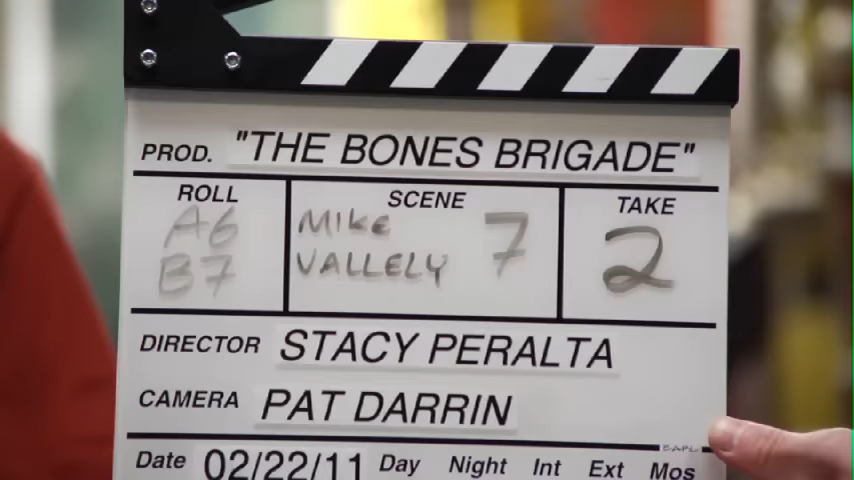 PROD. "THE BONES BRIGADE"
ROLL SCENE TAKE
A6 MIKE 7 2
B7 VALLELY
DIRECTOR STACY PERALTA
CAMERA PAT DARRIN
Date 02/22/11 Day Night Int Ext Mos